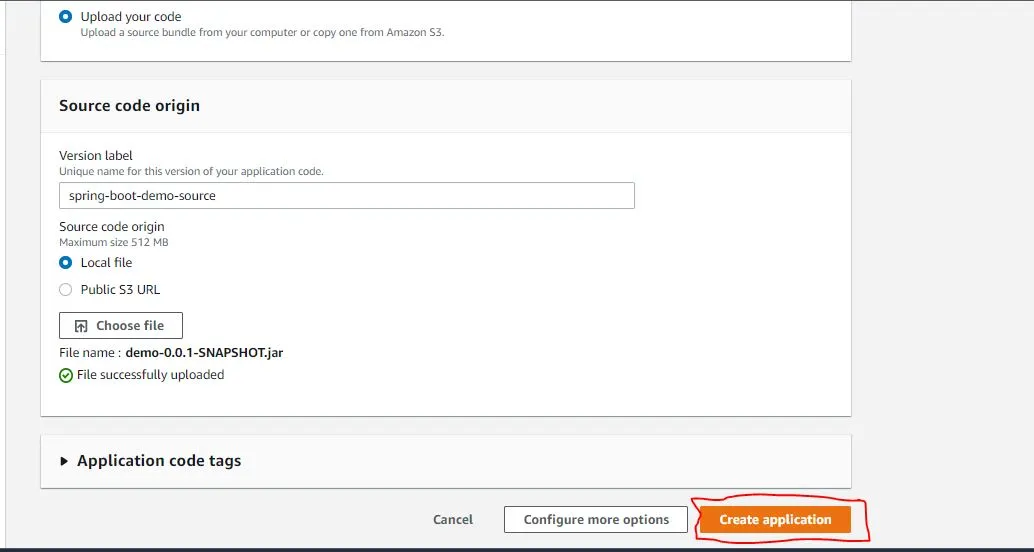 Upload your code
Upload a source bundle from your computer or copy one from Amazon S3.
Source code origin
Version label
Unique name for this version of your application code.
spring-boot-demo-source
Source code origin
Maximum size 512 MB
Local file
Public S3 URL
Choose file
File name : demo-0.0.1-SNAPSHOT.jar
File successfully uploaded
Application code tags
Cancel
Configure more options
Create application